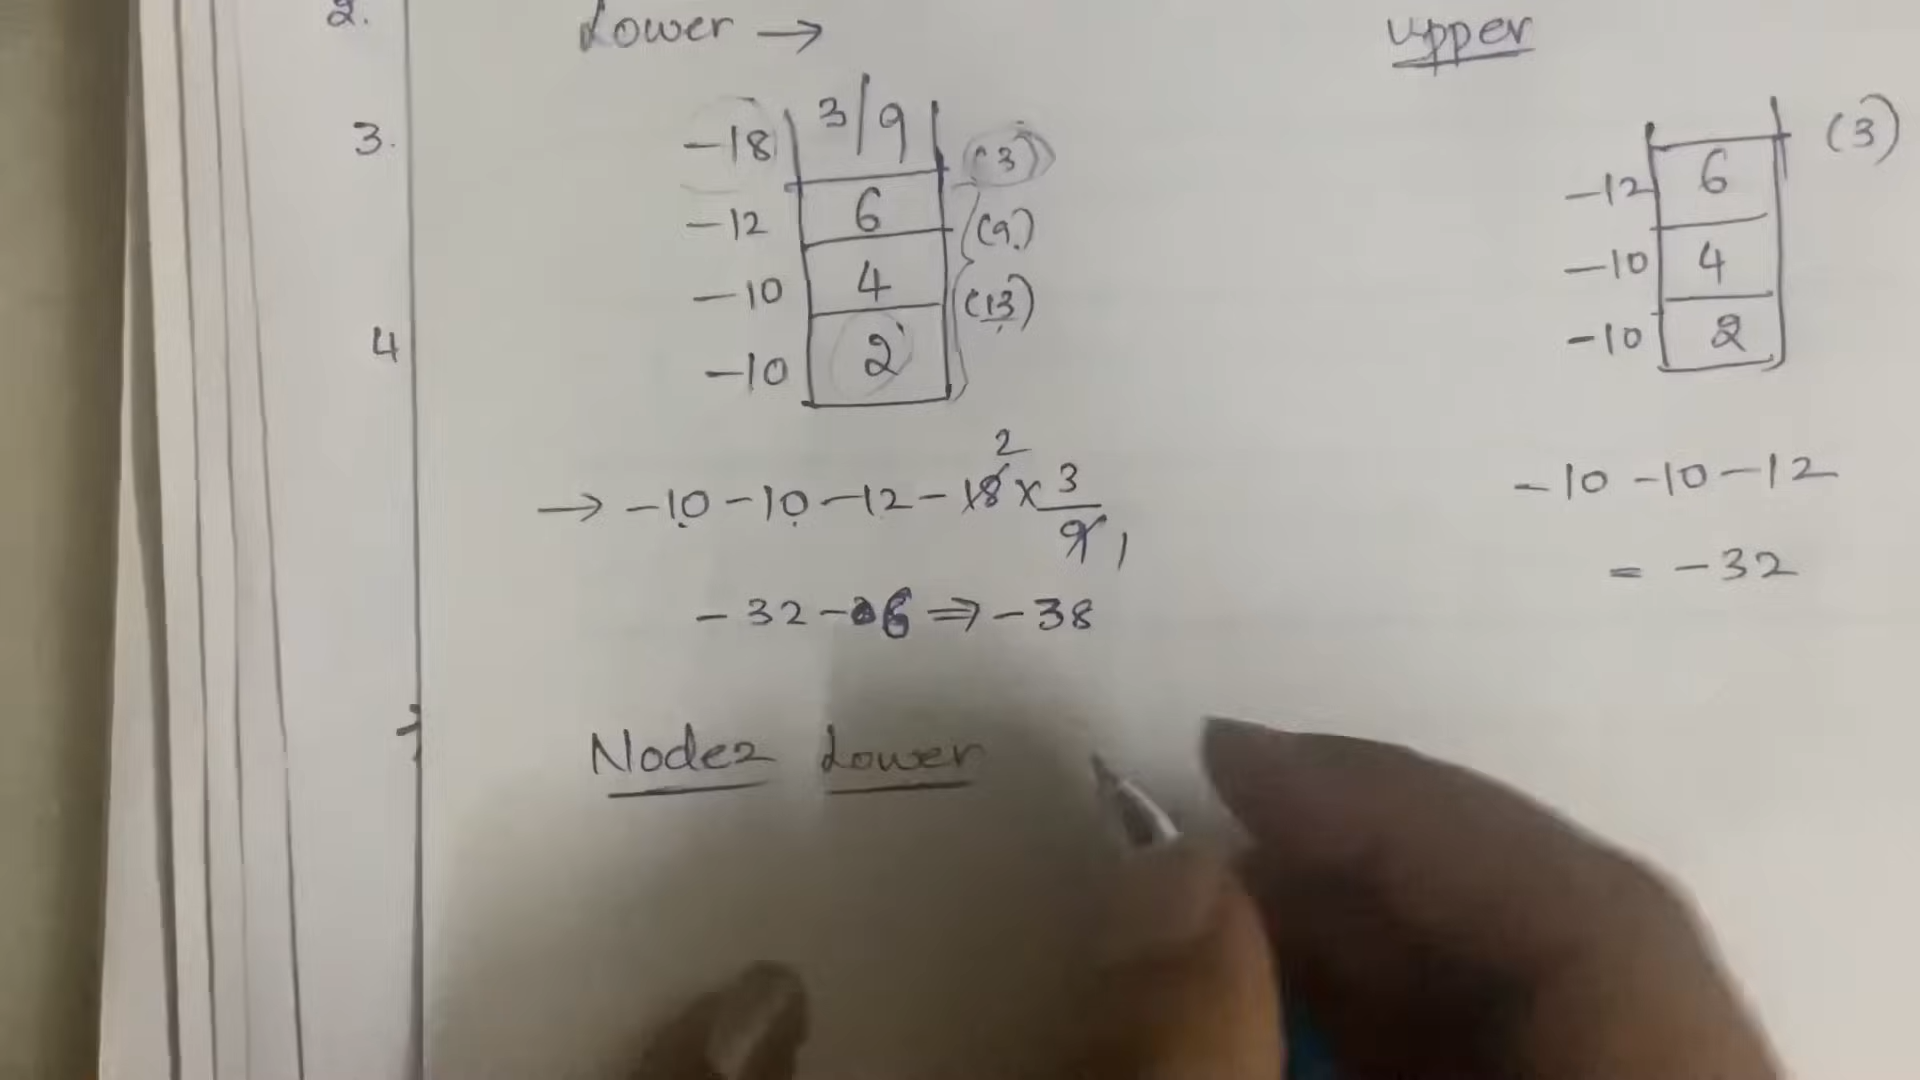 2.
Lower →
Upper
3.
-18 3/9 (3)
-12 6 (9)
-10 4 (13)
-10 2
(3)
-12 6
-10 4
-10 2
4
→ -10 -10 -12 - 18 2 × 3/9 1
-32 - 6 ⇒ -38
-10 -10 -12
= -32
Node2 Lower